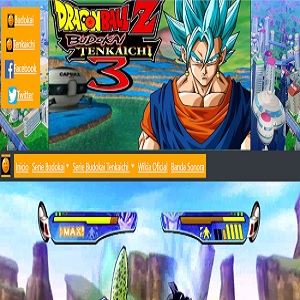 Budokai
Tenkaichi
Facebook
Twitter
DRAGON BALL Z
BUDOKAI
TENKAICHI
3
CAPSULE
Inicio Serie Budokai Serie Budokai Tenkaichi Wikia Oficial Banda Sonora
MAX